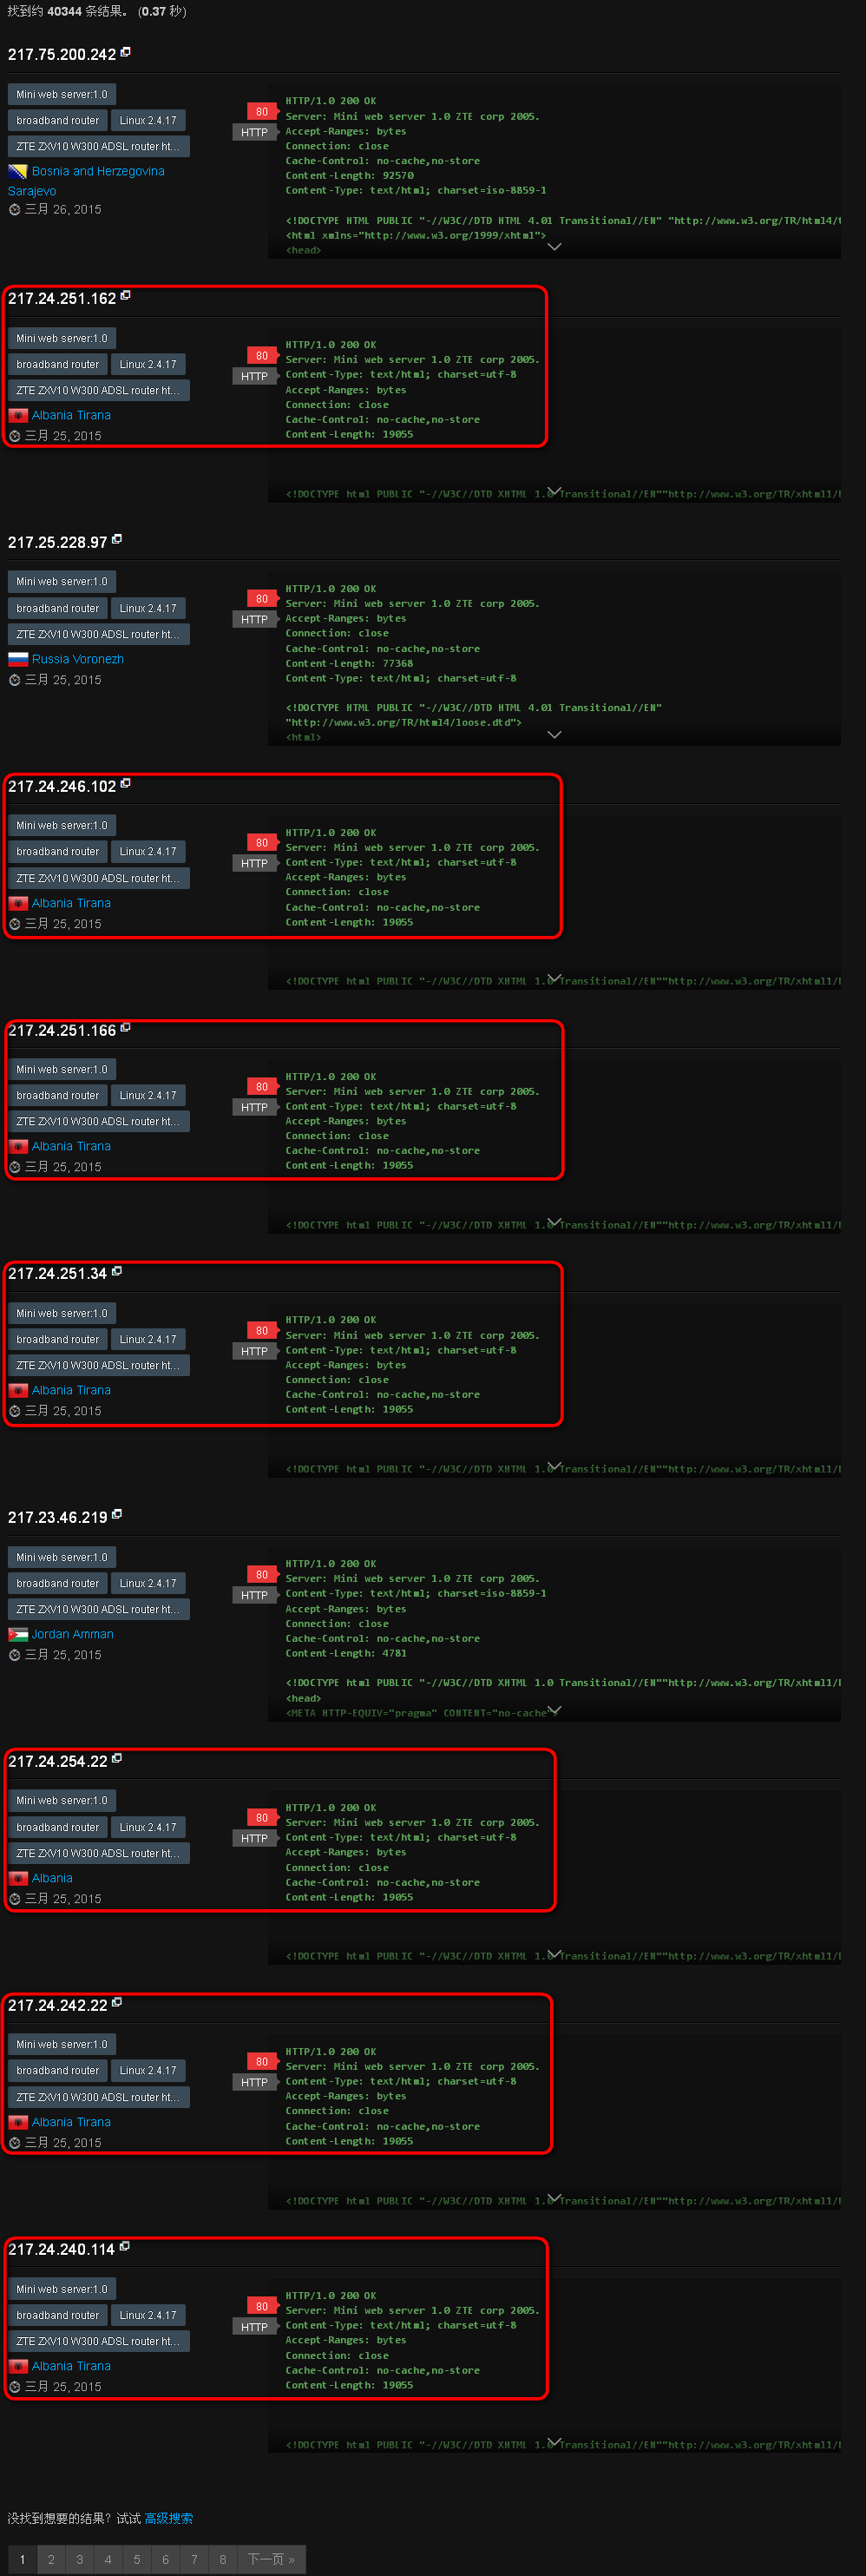 找到约 40344 条结果。 (0.37 秒)
217.75.200.242
Mini web server:1.0
broadband router Linux 2.4.17
ZTE ZXV10 W300 ADSL router ht...
Bosnia and Herzegovina
Sarajevo
三月 26, 2015
80
HTTP
HTTP/1.0 200 OK
Server: Mini web server 1.0 ZTE corp 2005.
Accept-Ranges: bytes
Connection: close
Cache-Control: no-cache,no-store
Content-Length: 92570
Content-Type: text/html; charset=iso-8859-1
<!DOCTYPE HTML PUBLIC "-//W3C//DTD HTML 4.01 Transitional//EN" "http://www.w3.org/TR/html4/
<html xmlns="http://www.w3.org/1999/xhtml">
<head>
217.24.251.162
Mini web server:1.0
broadband router Linux 2.4.17
ZTE ZXV10 W300 ADSL router ht...
Albania Tirana
三月 25, 2015
80
HTTP
HTTP/1.0 200 OK
Server: Mini web server 1.0 ZTE corp 2005.
Content-Type: text/html; charset=utf-8
Accept-Ranges: bytes
Connection: close
Cache-Control: no-cache,no-store
Content-Length: 19055
<!DOCTYPE html PUBLIC "-//W3C//DTD XHTML 1.0 Transitional//EN""http://www.w3.org/TR/xhtml1/
217.25.228.97
Mini web server:1.0
broadband router Linux 2.4.17
ZTE ZXV10 W300 ADSL router ht...
Russia Voronezh
三月 25, 2015
80
HTTP
HTTP/1.0 200 OK
Server: Mini web server 1.0 ZTE corp 2005.
Accept-Ranges: bytes
Connection: close
Cache-Control: no-cache,no-store
Content-Length: 77368
Content-Type: text/html; charset=utf-8
<!DOCTYPE HTML PUBLIC "-//W3C//DTD HTML 4.01 Transitional//EN"
"http://www.w3.org/TR/html4/loose.dtd">
<html>
217.24.246.102
Mini web server:1.0
broadband router Linux 2.4.17
ZTE ZXV10 W300 ADSL router ht...
Albania Tirana
三月 25, 2015
80
HTTP
HTTP/1.0 200 OK
Server: Mini web server 1.0 ZTE corp 2005.
Content-Type: text/html; charset=utf-8
Accept-Ranges: bytes
Connection: close
Cache-Control: no-cache,no-store
Content-Length: 19055
<!DOCTYPE html PUBLIC "-//W3C//DTD XHTML 1.0 Transitional//EN""http://www.w3.org/TR/xhtml1/
217.24.251.166
Mini web server:1.0
broadband router Linux 2.4.17
ZTE ZXV10 W300 ADSL router ht...
Albania Tirana
三月 25, 2015
80
HTTP
HTTP/1.0 200 OK
Server: Mini web server 1.0 ZTE corp 2005.
Content-Type: text/html; charset=utf-8
Accept-Ranges: bytes
Connection: close
Cache-Control: no-cache,no-store
Content-Length: 19055
<!DOCTYPE html PUBLIC "-//W3C//DTD XHTML 1.0 Transitional//EN""http://www.w3.org/TR/xhtml1/
217.24.251.34
Mini web server:1.0
broadband router Linux 2.4.17
ZTE ZXV10 W300 ADSL router ht...
Albania Tirana
三月 25, 2015
80
HTTP
HTTP/1.0 200 OK
Server: Mini web server 1.0 ZTE corp 2005.
Content-Type: text/html; charset=utf-8
Accept-Ranges: bytes
Connection: close
Cache-Control: no-cache,no-store
Content-Length: 19055
<!DOCTYPE html PUBLIC "-//W3C//DTD XHTML 1.0 Transitional//EN""http://www.w3.org/TR/xhtml1/
217.23.46.219
Mini web server:1.0
broadband router Linux 2.4.17
ZTE ZXV10 W300 ADSL router ht...
Jordan Amman
三月 25, 2015
80
HTTP
HTTP/1.0 200 OK
Server: Mini web server 1.0 ZTE corp 2005.
Content-Type: text/html; charset=iso-8859-1
Accept-Ranges: bytes
Connection: close
Cache-Control: no-cache,no-store
Content-Length: 4781
<!DOCTYPE html PUBLIC "-//W3C//DTD XHTML 1.0 Transitional//EN""http://www.w3.org/TR/xhtml1/
<head>
<META HTTP-EQUIV="pragma" CONTENT="no-cache">
217.24.254.22
Mini web server:1.0
broadband router Linux 2.4.17
ZTE ZXV10 W300 ADSL router ht...
Albania
三月 25, 2015
80
HTTP
HTTP/1.0 200 OK
Server: Mini web server 1.0 ZTE corp 2005.
Content-Type: text/html; charset=utf-8
Accept-Ranges: bytes
Connection: close
Cache-Control: no-cache,no-store
Content-Length: 19055
<!DOCTYPE html PUBLIC "-//W3C//DTD XHTML 1.0 Transitional//EN""http://www.w3.org/TR/xhtml1/
217.24.242.22
Mini web server:1.0
broadband router Linux 2.4.17
ZTE ZXV10 W300 ADSL router ht...
Albania Tirana
三月 25, 2015
80
HTTP
HTTP/1.0 200 OK
Server: Mini web server 1.0 ZTE corp 2005.
Content-Type: text/html; charset=utf-8
Accept-Ranges: bytes
Connection: close
Cache-Control: no-cache,no-store
Content-Length: 19055
<!DOCTYPE html PUBLIC "-//W3C//DTD XHTML 1.0 Transitional//EN""http://www.w3.org/TR/xhtml1/
217.24.240.114
Mini web server:1.0
broadband router Linux 2.4.17
ZTE ZXV10 W300 ADSL router ht...
Albania Tirana
三月 25, 2015
80
HTTP
HTTP/1.0 200 OK
Server: Mini web server 1.0 ZTE corp 2005.
Content-Type: text/html; charset=utf-8
Accept-Ranges: bytes
Connection: close
Cache-Control: no-cache,no-store
Content-Length: 19055
<!DOCTYPE html PUBLIC "-//W3C//DTD XHTML 1.0 Transitional//EN""http://www.w3.org/TR/xhtml1/
没找到想要的结果? 试试 高级搜索
1 2 3 4 5 6 7 8 下一页 »